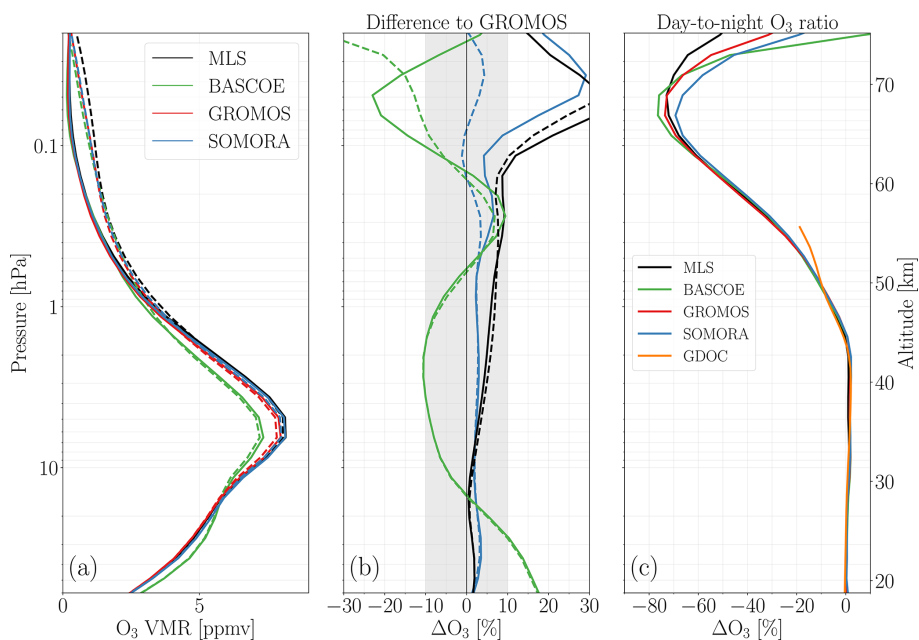 Difference to GROMOS
Day-to-night O3 ratio
MLS
BASCOE
GROMOS
SOMORA
0.1
1
10
Pressure [hPa]
(a)
0
5
O3 VMR [ppmv]
(b)
−30
−20
−10
0
10
20
30
ΔO3 [%]
MLS
BASCOE
GROMOS
SOMORA
GDOC
(c)
−80
−60
−40
−20
0
ΔO3 [%]
70
60
50
40
30
20
Altitude [km]